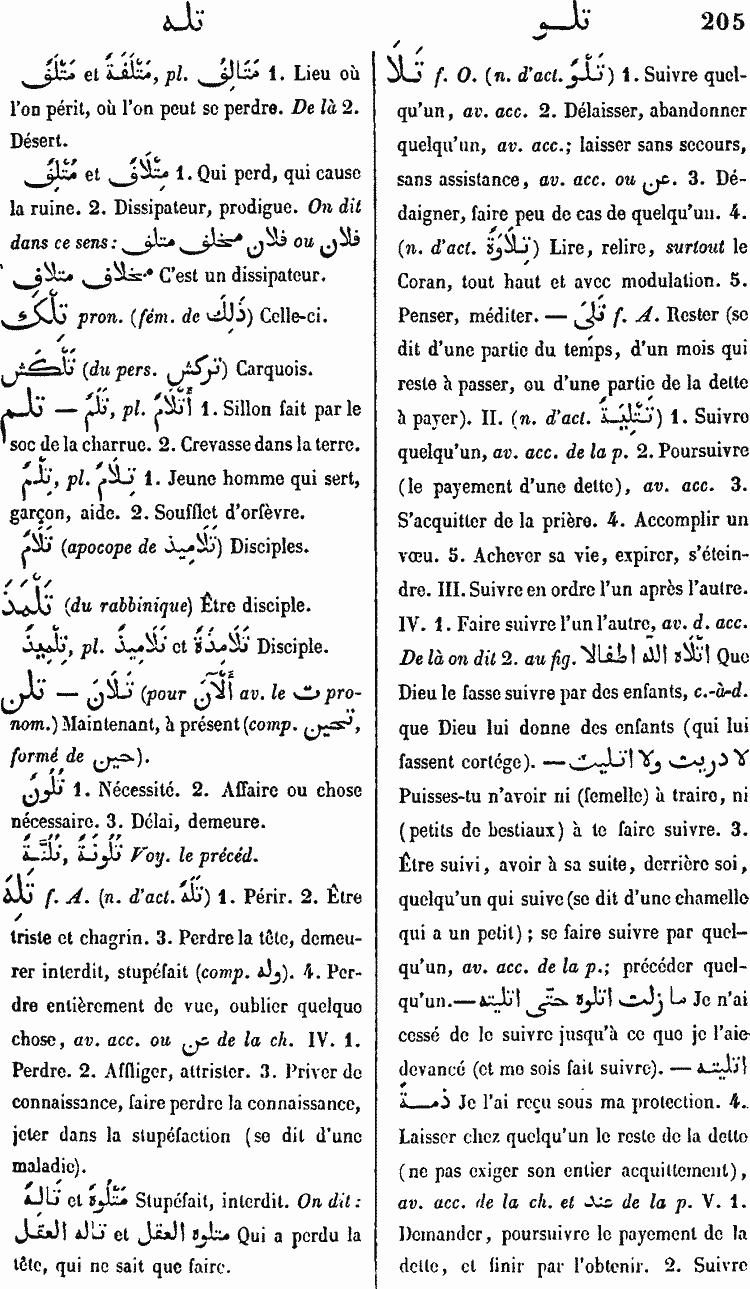 تله
تلو
205
مَتْلَفٌ et مَتْلَفَةٌ, pl. مَتَالِفُ 1. Lieu où
l'on périt, où l'on peut se perdre. De là 2.
Désert.
مُتْلِفٌ et مِتْلَافٌ 1. Qui perd, qui cause
la ruine. 2. Dissipateur, prodigue. On dit
dans ce sens: فلان مخلف متلف ou فلان
مخلاف متلاف C'est un dissipateur.
تِلْكَ pron. (fém. de ذٰلِكَ) Celle-ci.
تَرْكَش (du pers. تركش) Carquois.
تلم — تَلَمٌ, pl. أَتْلَامٌ 1. Sillon fait par le
soc de la charrue. 2. Crevasse dans la terre.
تِلْمٌ, pl. تِلَامٌ 1. Jeune homme qui sert,
garçon, aide. 2. Soufflet d'orfèvre.
تَلَامٌ (apocope de تَلَامِيذ) Disciples.
تَلْمَذَ (du rabbinique) Être disciple.
تِلْمِيذٌ, pl. تَلَامِيذُ et تَلَامِذَةٌ Disciple.
تلن — تَلَانَ (pour أَلْآنَ av. le ت pro-
nom.) Maintenant, à présent (comp. تحين,
formé de حين).
تَلُونٌ 1. Nécessité. 2. Affaire ou chose
nécessaire. 3. Délai, demeure.
تَلُونَةٌ, تُلُنَّةٌ Voy. le précéd.
تَلِهَ f. A. (n. d'act. تَلَهٌ) 1. Périr. 2. Être
triste et chagrin. 3. Perdre la tête, demeu-
rer interdit, stupéfait (comp. وله). 4. Per-
dre entièrement de vue, oublier quelque
chose, av. acc. ou عن de la ch. IV. 1.
Perdre. 2. Affliger, attrister. 3. Priver de
connaissance, faire perdre la connaissance,
jeter dans la stupéfaction (se dit d'une
maladie).
تَالِهٌ et مَتْلُوهٌ Stupéfait, interdit. On dit:
متلوه العقل et تاله العقل Qui a perdu la
tête, qui ne sait que faire.
تَلَا f. O. (n. d'act. تُلُوٌّ) 1. Suivre quel-
qu'un, av. acc. 2. Délaisser, abandonner
quelqu'un, av. acc.; laisser sans secours,
sans assistance, av. acc. ou عن. 3. Dé-
daigner, faire peu de cas de quelqu'un. 4.
(n. d'act. تِلَاوَةٌ) Lire, relire, surtout le
Coran, tout haut et avec modulation. 5.
Penser, méditer. — تَلِىَ f. A. Rester (se
dit d'une partie du temps, d'un mois qui
reste à passer, ou d'une partie de la dette
à payer). II. (n. d'act. تَتْلِيَةٌ) 1. Suivre
quelqu'un, av. acc. de la p. 2. Poursuivre
(le payement d'une dette), av. acc. 3.
S'acquitter de la prière. 4. Accomplir un
vœu. 5. Achever sa vie, expirer, s'étein-
dre. III. Suivre en ordre l'un après l'autre.
IV. 1. Faire suivre l'un l'autre, av. d. acc.
De là on dit 2. au fig. اتلاه الله اطفالا Que
Dieu le fasse suivre par des enfants, c.-à-d.
que Dieu lui donne des enfants (qui lui
fassent cortége). — لا دريت ولا اتليت
Puisses-tu n'avoir ni (femelle) à traire, ni
(petits de bestiaux) à te faire suivre. 3.
Être suivi, avoir à sa suite, derrière soi,
quelqu'un qui suive (se dit d'une chamelle
qui a un petit); se faire suivre par quel-
qu'un, av. acc. de la p.; précéder quel-
qu'un. — ما زلت اتلوه حتّى اتليته Je n'ai
cessé de le suivre jusqu'à ce que je l'aie
devancé (et me sois fait suivre). — اتليته
ذمةً Je l'ai reçu sous ma protection. 4.
Laisser chez quelqu'un le reste de la dette
(ne pas exiger son entier acquittement),
av. acc. de la ch. et عند de la p. V. 1.
Demander, poursuivre le payement de la
dette, et finir par l'obtenir. 2. Suivre